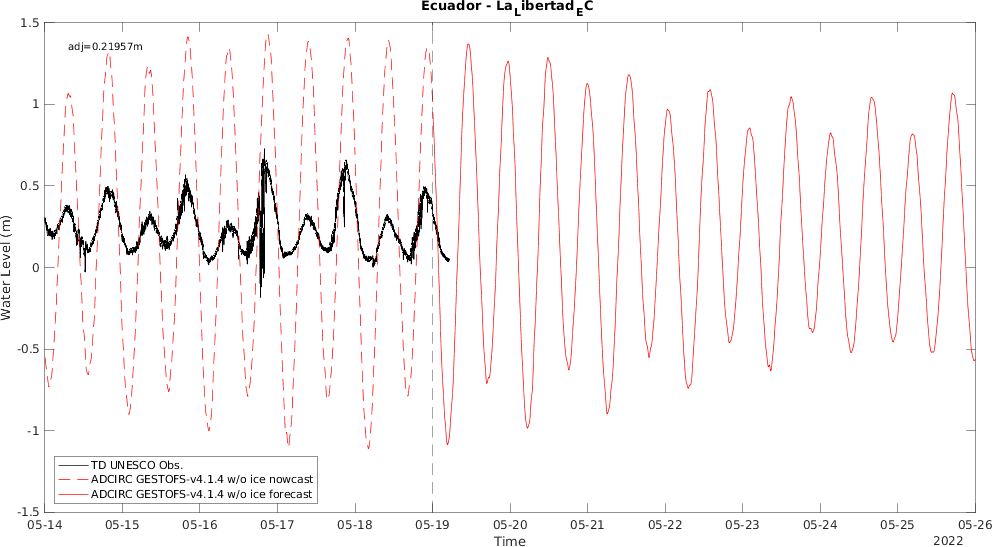 Ecuador - LaLibertadEC
adj=0.21957m
1.5
1
0.5
0
-0.5
-1
-1.5
Water Level (m)
TD UNESCO Obs.
ADCIRC GESTOFS-v4.1.4 w/o ice nowcast
ADCIRC GESTOFS-v4.1.4 w/o ice forecast
05-14 05-15 05-16 05-17 05-18 05-19 05-20 05-21 05-22 05-23 05-24 05-25 05-26
Time
2022